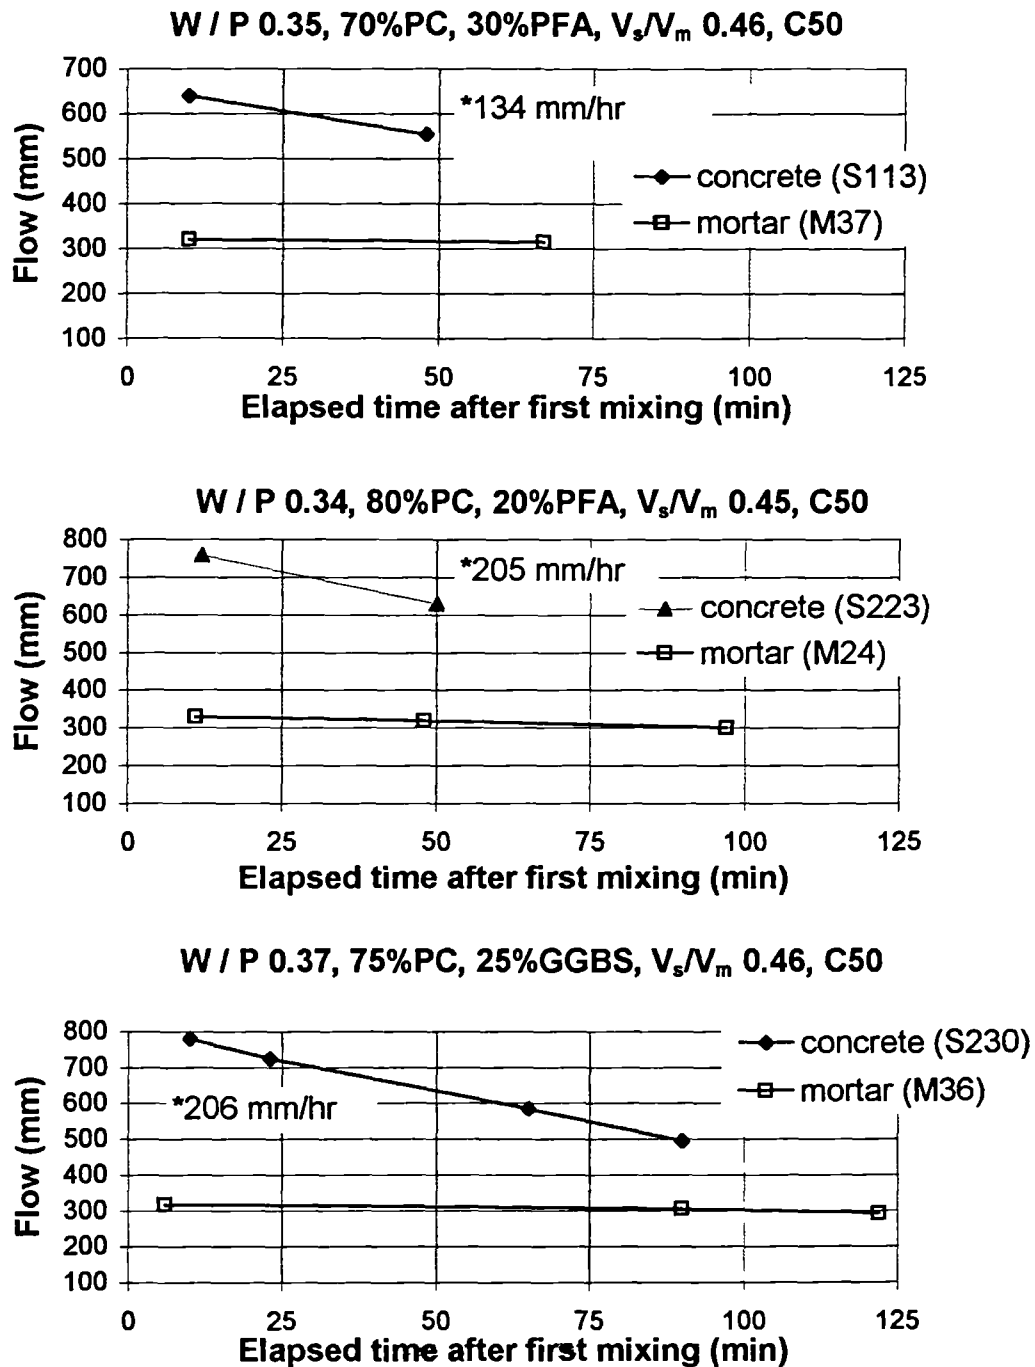 W / P 0.35, 70%PC, 30%PFA, Vs/Vm 0.46, C50
700
600
500
400
300
200
100
Flow (mm)
*134 mm/hr
concrete (S113)
mortar (M37)
0 25 50 75 100 125
Elapsed time after first mixing (min)
W / P 0.34, 80%PC, 20%PFA, Vs/Vm 0.45, C50
800
700
600
500
400
300
200
100
Flow (mm)
*205 mm/hr
concrete (S223)
mortar (M24)
0 25 50 75 100 125
Elapsed time after first mixing (min)
W / P 0.37, 75%PC, 25%GGBS, Vs/Vm 0.46, C50
800
700
600
500
400
300
200
100
Flow (mm)
concrete (S230)
mortar (M36)
*206 mm/hr
0 25 50 75 100 125
Elapsed time after first mixing (min)